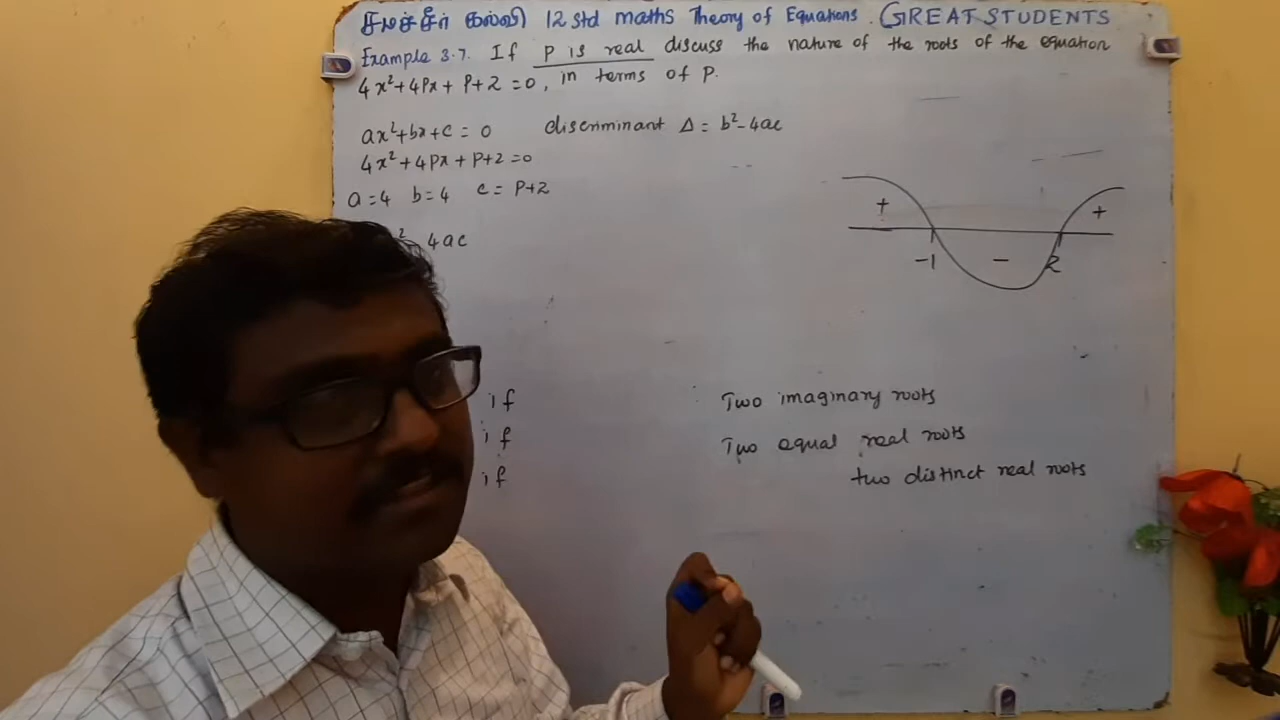 சமச்சீர் கல்வி 12 std maths Theory of Equations. GREAT STUDENTS
Example 3.7. If P is real discuss the nature of the roots of the equation
4x²+4Px+P+2=0, in terms of P.
ax²+bx+c=0 discriminant Δ=b²-4ac
4x²+4Px+P+2=0
a=4 b=4 c=P+2
² 4ac
+ +
-1 - 2
if Two imaginary roots
if Two equal real roots
if two distinct real roots